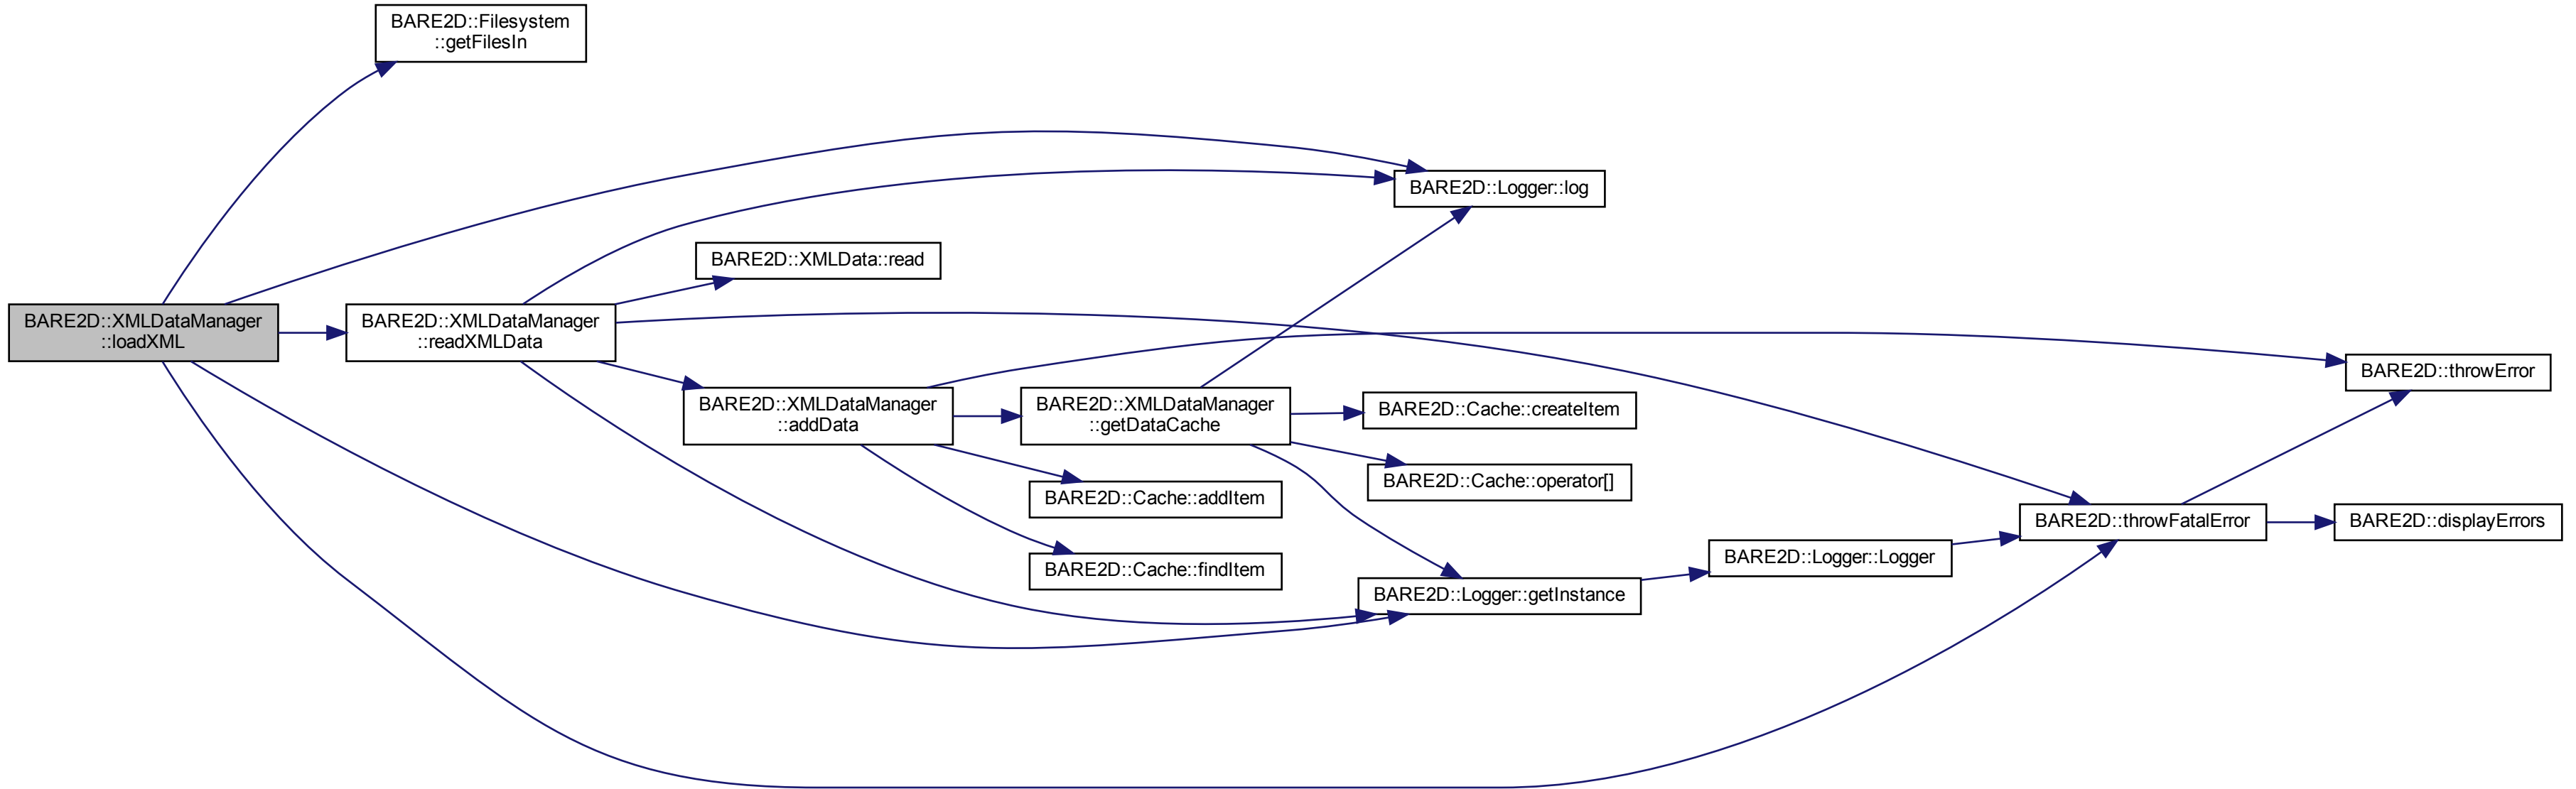 BARE2D::Filesystem
::getFilesIn
BARE2D::Logger::log
BARE2D::XMLData::read
BARE2D::XMLDataManager
::loadXML
BARE2D::XMLDataManager
::readXMLData
BARE2D::throwError
BARE2D::XMLDataManager
::addData
BARE2D::XMLDataManager
::getDataCache
BARE2D::Cache::createItem
BARE2D::Cache::operator[]
BARE2D::Cache::addItem
BARE2D::throwFatalError
BARE2D::displayErrors
BARE2D::Logger::Logger
BARE2D::Cache::findItem
BARE2D::Logger::getInstance